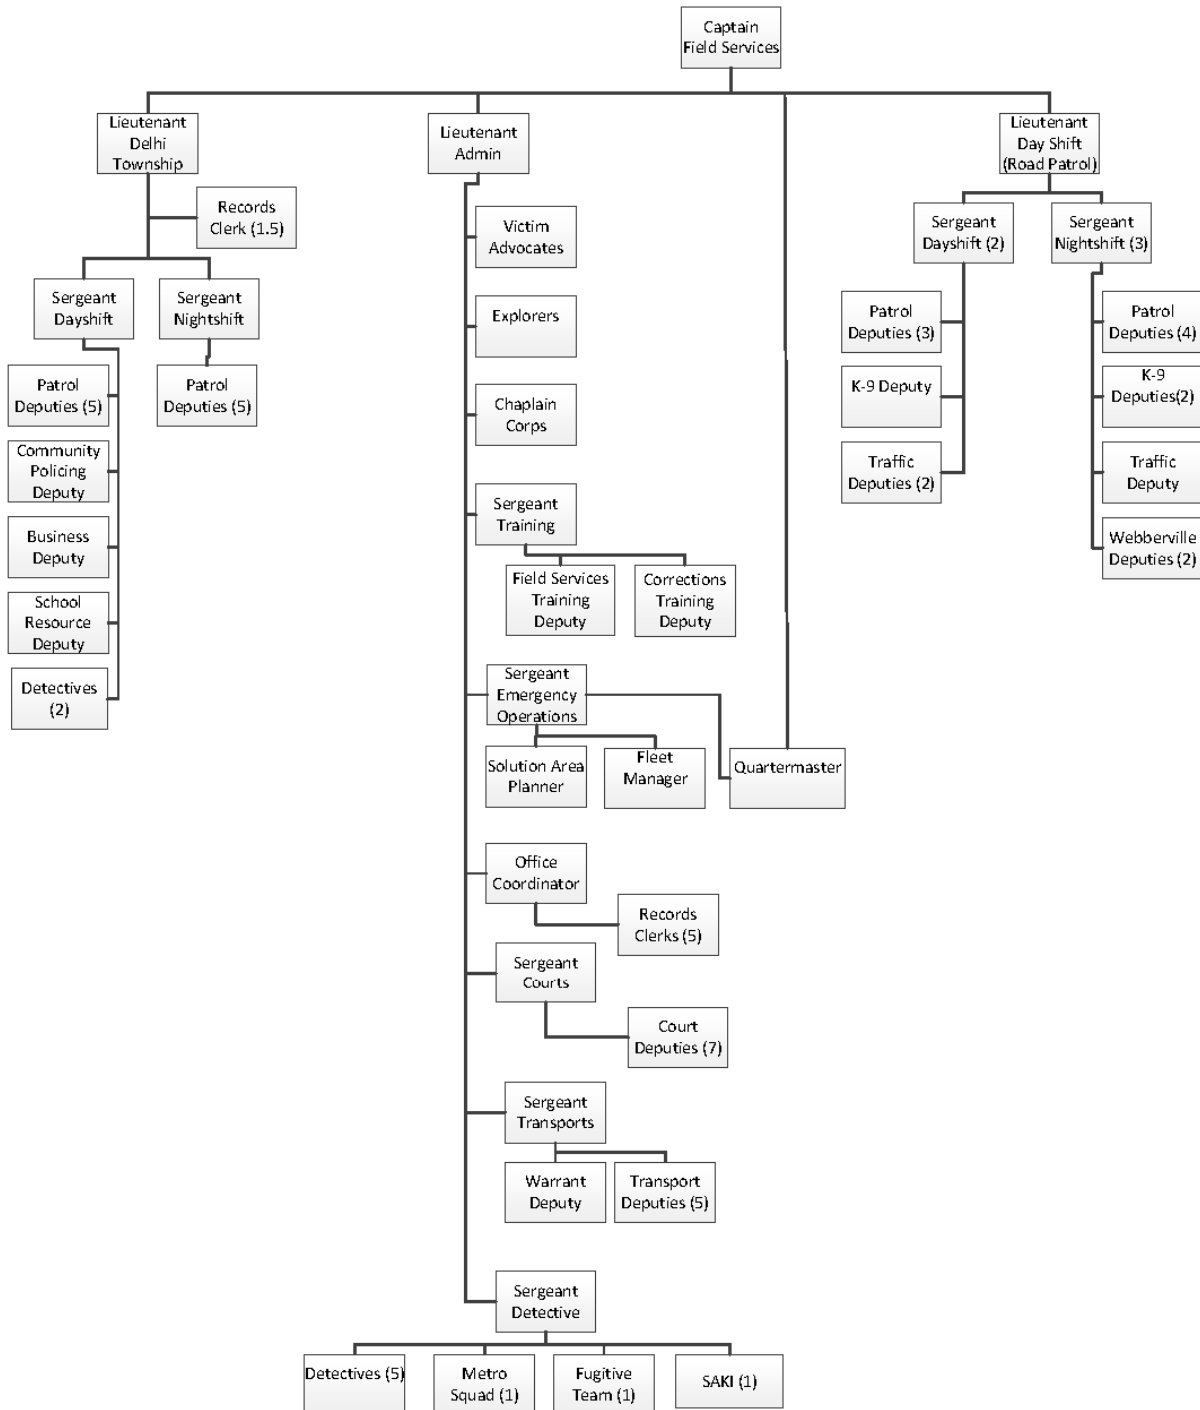 Captain
Field Services
Lieutenant
Delhi
Township
Records
Clerk (1.5)
Sergeant
Dayshift
Sergeant
Nightshift
Patrol
Deputies (5)
Patrol
Deputies (5)
Community
Policing
Deputy
Business
Deputy
School
Resource
Deputy
Detectives
(2)
Lieutenant
Admin
Victim
Advocates
Explorers
Chaplain
Corps
Sergeant
Training
Field Services
Training
Deputy
Corrections
Training
Deputy
Sergeant
Emergency
Operations
Solution Area
Planner
Fleet
Manager
Quartermaster
Office
Coordinator
Records
Clerks (5)
Sergeant
Courts
Court
Deputies (7)
Sergeant
Transports
Warrant
Deputy
Transport
Deputies (5)
Sergeant
Detective
Detectives (5)
Metro
Squad (1)
Fugitive
Team (1)
SAKI (1)
Lieutenant
Day Shift
(Road Patrol)
Sergeant
Dayshift (2)
Sergeant
Nightshift (3)
Patrol
Deputies (3)
K-9 Deputy
Traffic
Deputies (2)
Patrol
Deputies (4)
K-9
Deputies(2)
Traffic
Deputy
Webberville
Deputies (2)